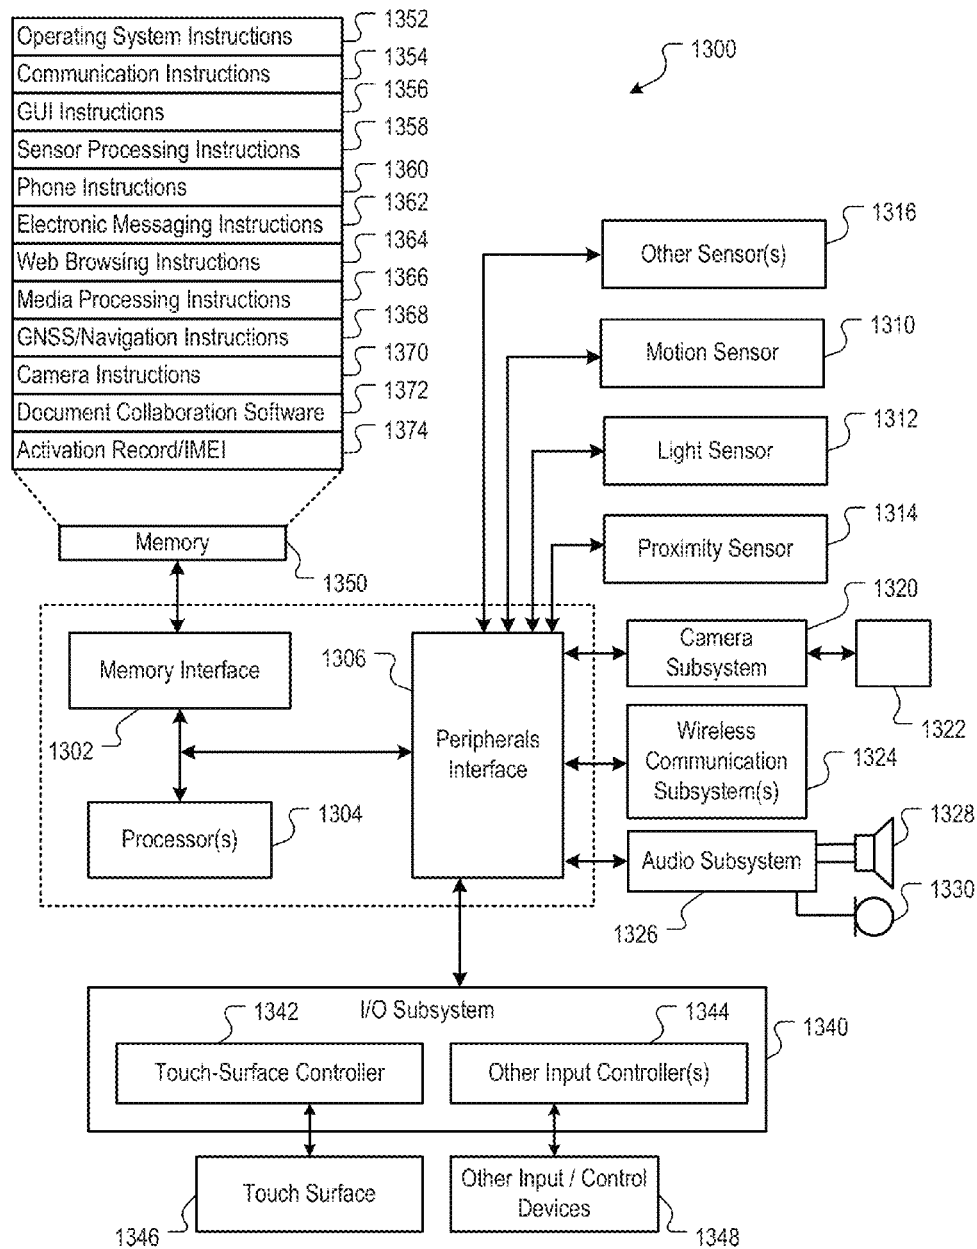 Operating System Instructions
1352
Communication Instructions
1354
GUI Instructions
1356
Sensor Processing Instructions
1358
Phone Instructions
1360
Electronic Messaging Instructions
1362
Web Browsing Instructions
1364
Media Processing Instructions
1366
GNSS/Navigation Instructions
1368
Camera Instructions
1370
Document Collaboration Software
1372
Activation Record/IMEI
1374
1300
Memory
1350
Other Sensor(s)
1316
Motion Sensor
1310
Light Sensor
1312
Proximity Sensor
1314
Memory Interface
1302
Processor(s)
1304
1306
Peripherals
Interface
Camera
Subsystem
1320
1322
Wireless
Communication
Subsystem(s)
1324
Audio Subsystem
1326
1328
1330
I/O Subsystem
1340
1342
Touch-Surface Controller
1344
Other Input Controller(s)
Touch Surface
1346
Other Input / Control
Devices
1348